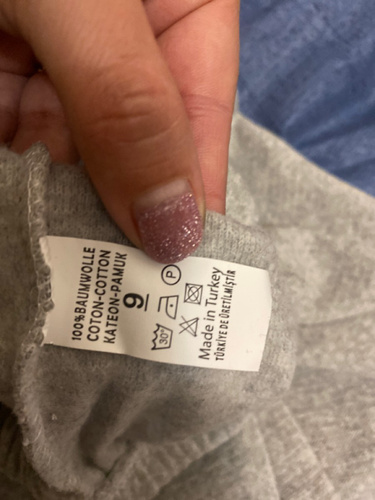 100%BAUMWOLLE
COTON-COTTON
KATEON-PAMUK
9
30°
P
Made in Turkey
TÜRKİYE DE ÜRETİLMİŞTİR